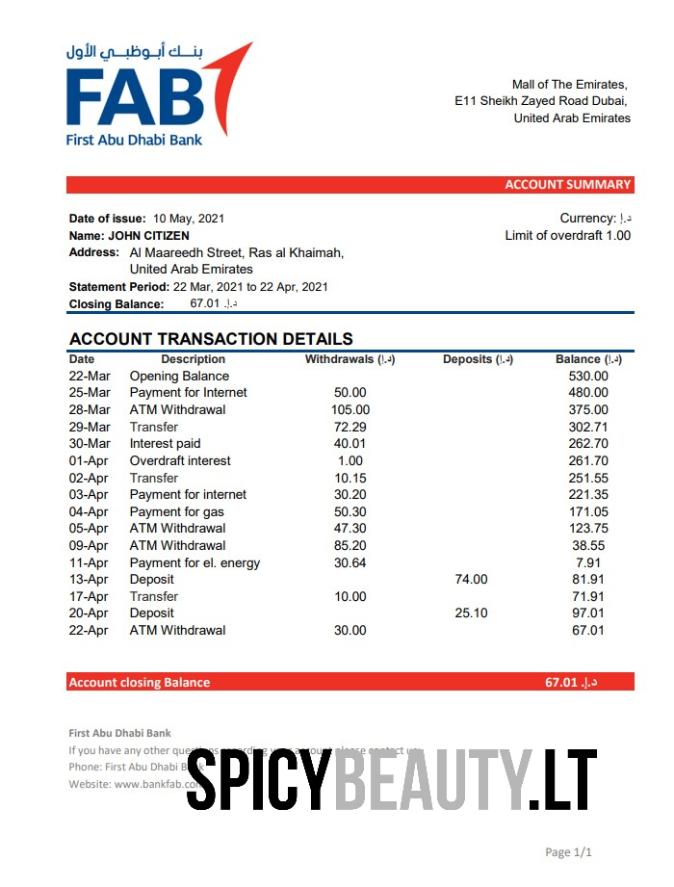 بنك أبوظبي الأول
FAB
First Abu Dhabi Bank
Mall of The Emirates,
E11 Sheikh Zayed Road Dubai,
United Arab Emirates
ACCOUNT SUMMARY
Date of issue: 10 May, 2021
Currency: د.إ
Name: JOHN CITIZEN
Limit of overdraft 1.00
Address: Al Maareedh Street, Ras al Khaimah,
United Arab Emirates
Statement Period: 22 Mar, 2021 to 22 Apr, 2021
Closing Balance: 67.01 د.إ.
ACCOUNT TRANSACTION DETAILS
Date Description Withdrawals (د.إ) Deposits (د.إ) Balance (د.إ)
22-Mar Opening Balance 530.00
25-Mar Payment for Internet 50.00 480.00
28-Mar ATM Withdrawal 105.00 375.00
29-Mar Transfer 72.29 302.71
30-Mar Interest paid 40.01 262.70
01-Apr Overdraft interest 1.00 261.70
02-Apr Transfer 10.15 251.55
03-Apr Payment for internet 30.20 221.35
04-Apr Payment for gas 50.30 171.05
05-Apr ATM Withdrawal 47.30 123.75
09-Apr ATM Withdrawal 85.20 38.55
11-Apr Payment for el. energy 30.64 7.91
13-Apr Deposit 74.00 81.91
17-Apr Transfer 10.00 71.91
20-Apr Deposit 25.10 97.01
22-Apr ATM Withdrawal 30.00 67.01
Account closing Balance 67.01 د.إ.
First Abu Dhabi Bank
If you have any other questions regarding your account please contact us
Phone: First Abu Dhabi Bank
Website: www.bankfab.com
SPICYBEAUTY.LT
Page 1/1